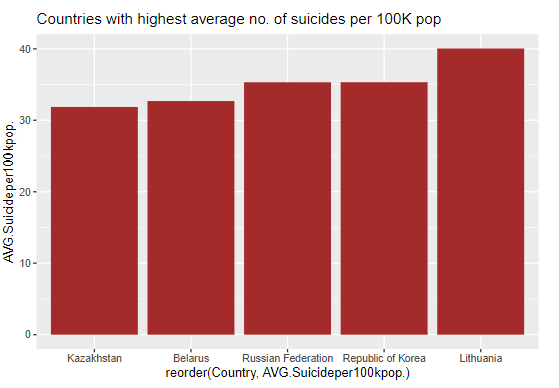 Countries with highest average no. of suicides per 100K pop
AVG.Suicideper100kpop.
40
30
20
10
0
Kazakhstan Belarus Russian Federation Republic of Korea Lithuania
reorder(Country, AVG.Suicideper100kpop.)